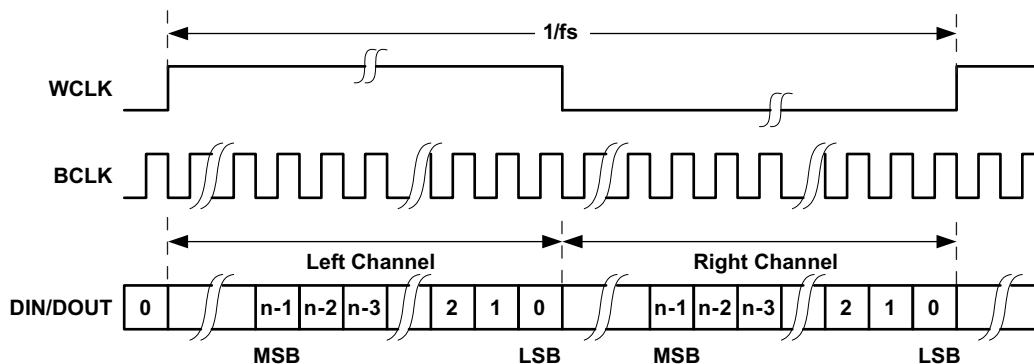 1/fs
WCLK
BCLK
Left Channel Right Channel
DIN/DOUT 0 n-1 n-2 n-3 2 1 0 n-1 n-2 n-3 2 1 0
MSB LSB MSB LSB